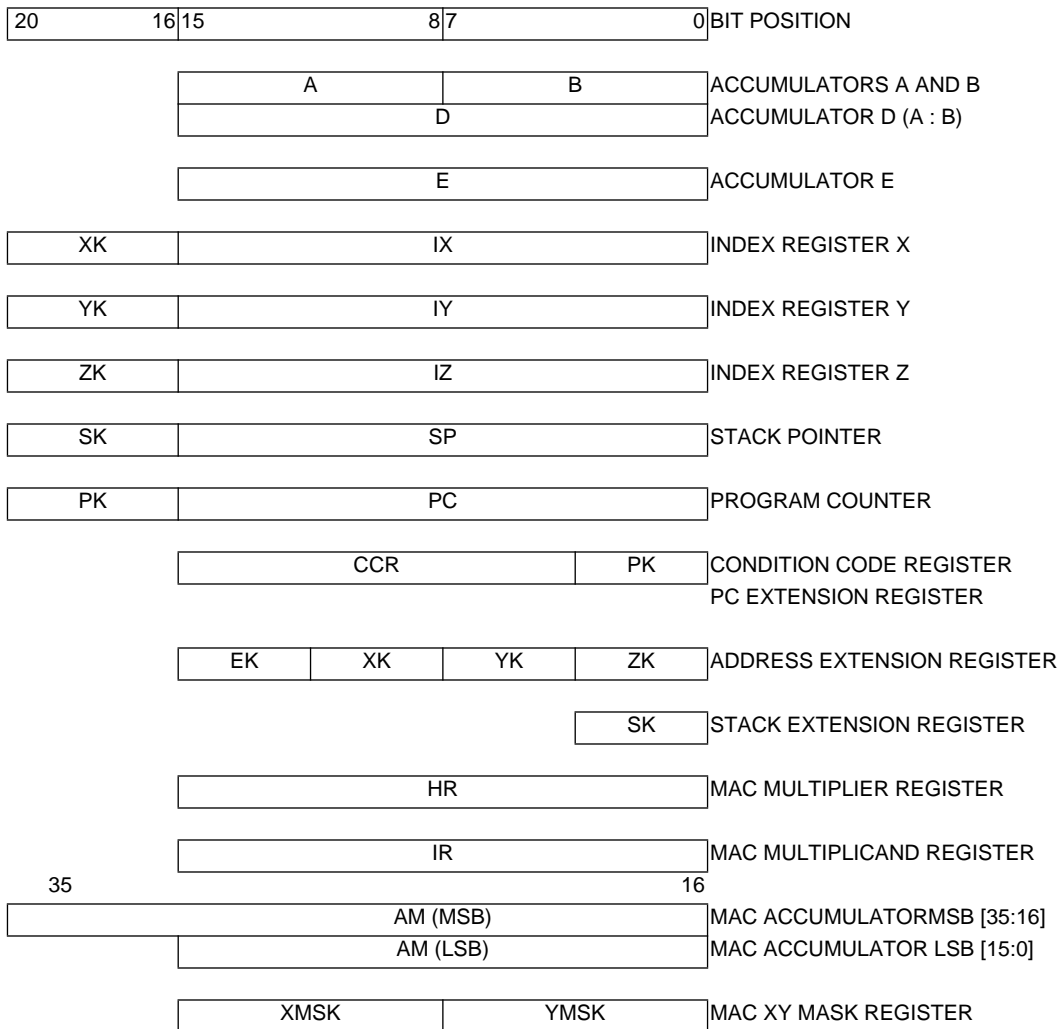 20 16 15 8 7 0 BIT POSITION
A B ACCUMULATORS A AND B
D ACCUMULATOR D (A : B)
E ACCUMULATOR E
XK IX INDEX REGISTER X
YK IY INDEX REGISTER Y
ZK IZ INDEX REGISTER Z
SK SP STACK POINTER
PK PC PROGRAM COUNTER
CCR PK CONDITION CODE REGISTER
PC EXTENSION REGISTER
EK XK YK ZK ADDRESS EXTENSION REGISTER
SK STACK EXTENSION REGISTER
HR MAC MULTIPLIER REGISTER
IR MAC MULTIPLICAND REGISTER
35 16
AM (MSB) MAC ACCUMULATORMSB [35:16]
AM (LSB) MAC ACCUMULATOR LSB [15:0]
XMSK YMSK MAC XY MASK REGISTER